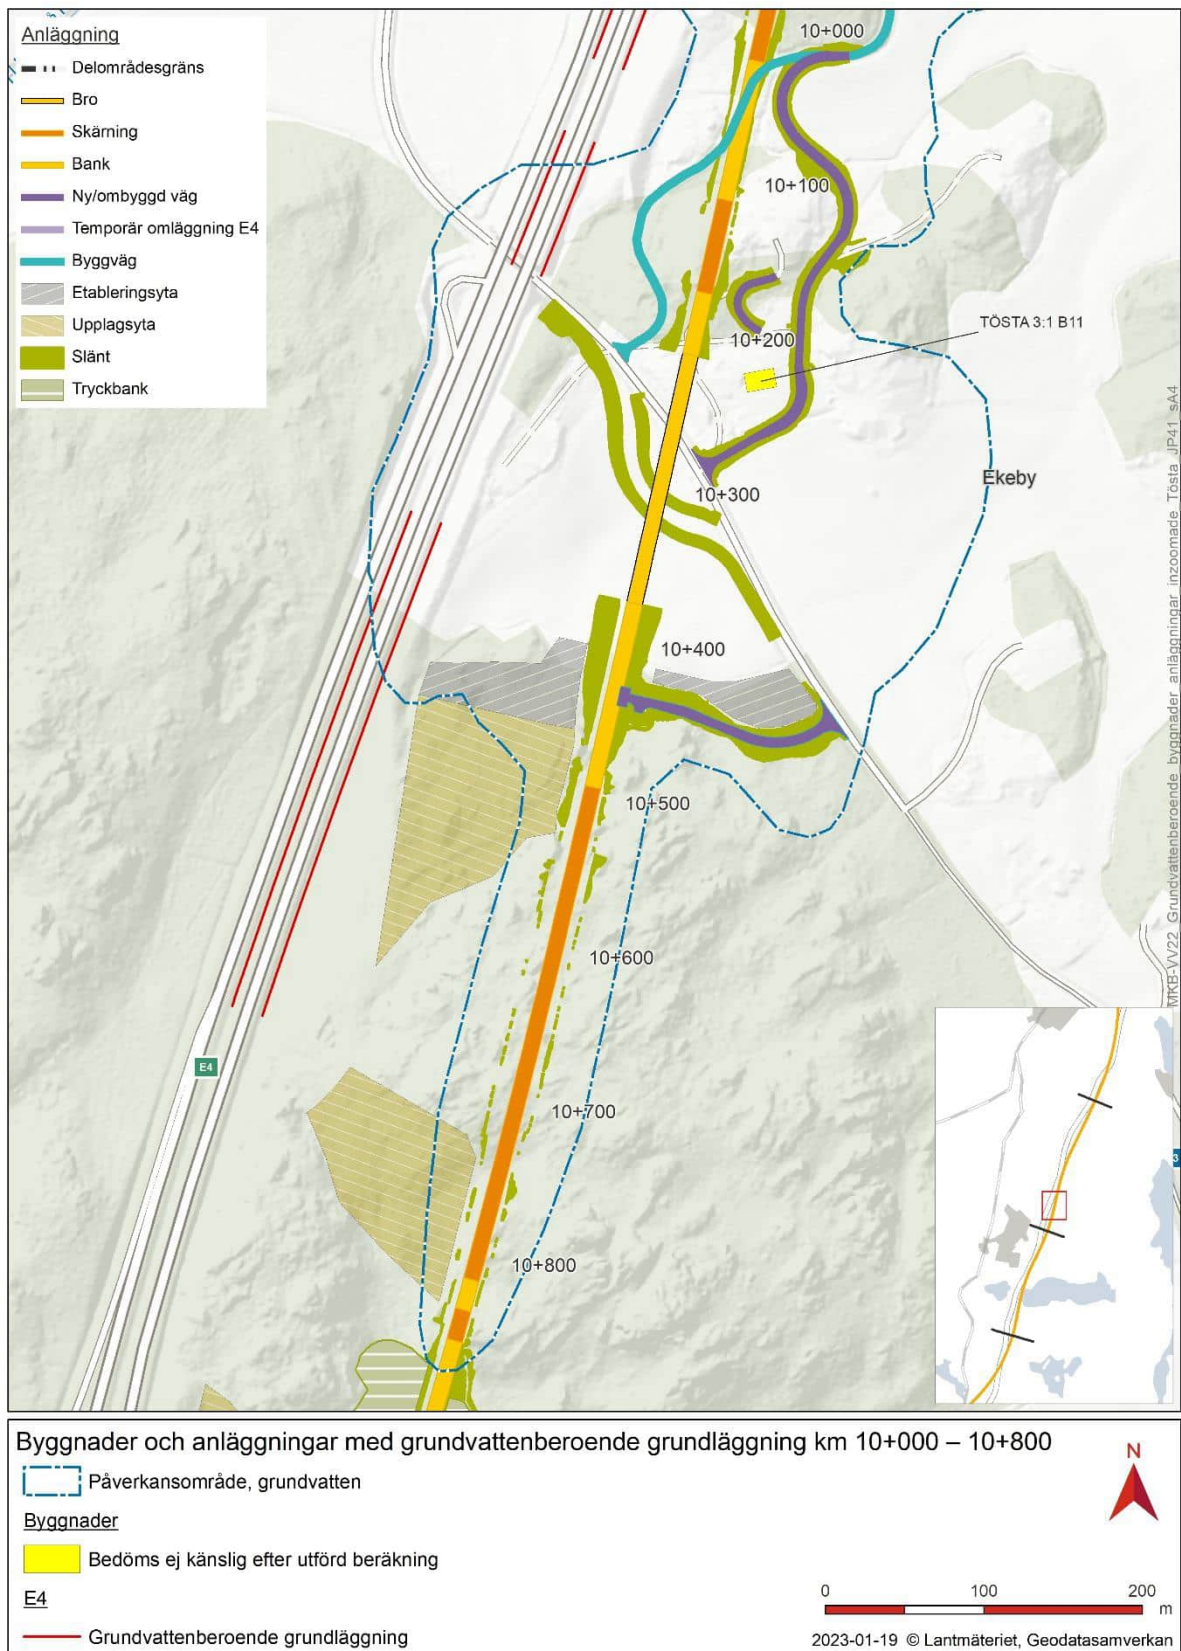 Anläggning
Delområdesgräns
Bro
Skärning
Bank
Ny/ombyggd väg
Temporär omläggning E4
Byggväg
Etableringsyta
Upplagsyta
Slänt
Tryckbank
10+000
10+100
10+200
TÖSTA 3:1 B11
10+300
Ekeby
10+400
10+500
10+600
10+700
10+800
E4
3
MKB-VV22_Grundvattenberoende_byggnader_anläggningar_inzoomade_Tösta_JP41_sA4
Byggnader och anläggningar med grundvattenberoende grundläggning km 10+000 – 10+800
Påverkansområde, grundvatten
Byggnader
Bedöms ej känslig efter utförd beräkning
E4
Grundvattenberoende grundläggning
N
0 100 200
m
2023-01-19 © Lantmäteriet, Geodatasamverkan